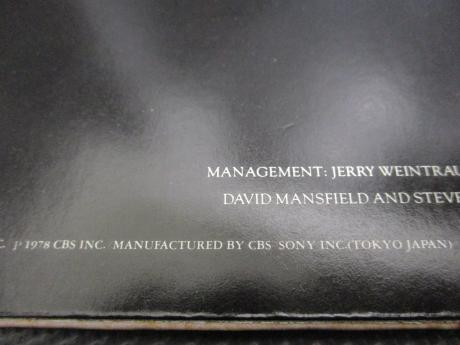 MANAGEMENT: JERRY WEINTRAU
DAVID MANSFIELD AND STEVE
C. P 1978 CBS INC. MANUFACTURED BY CBS SONY INC.(TOKYO JAPAN)